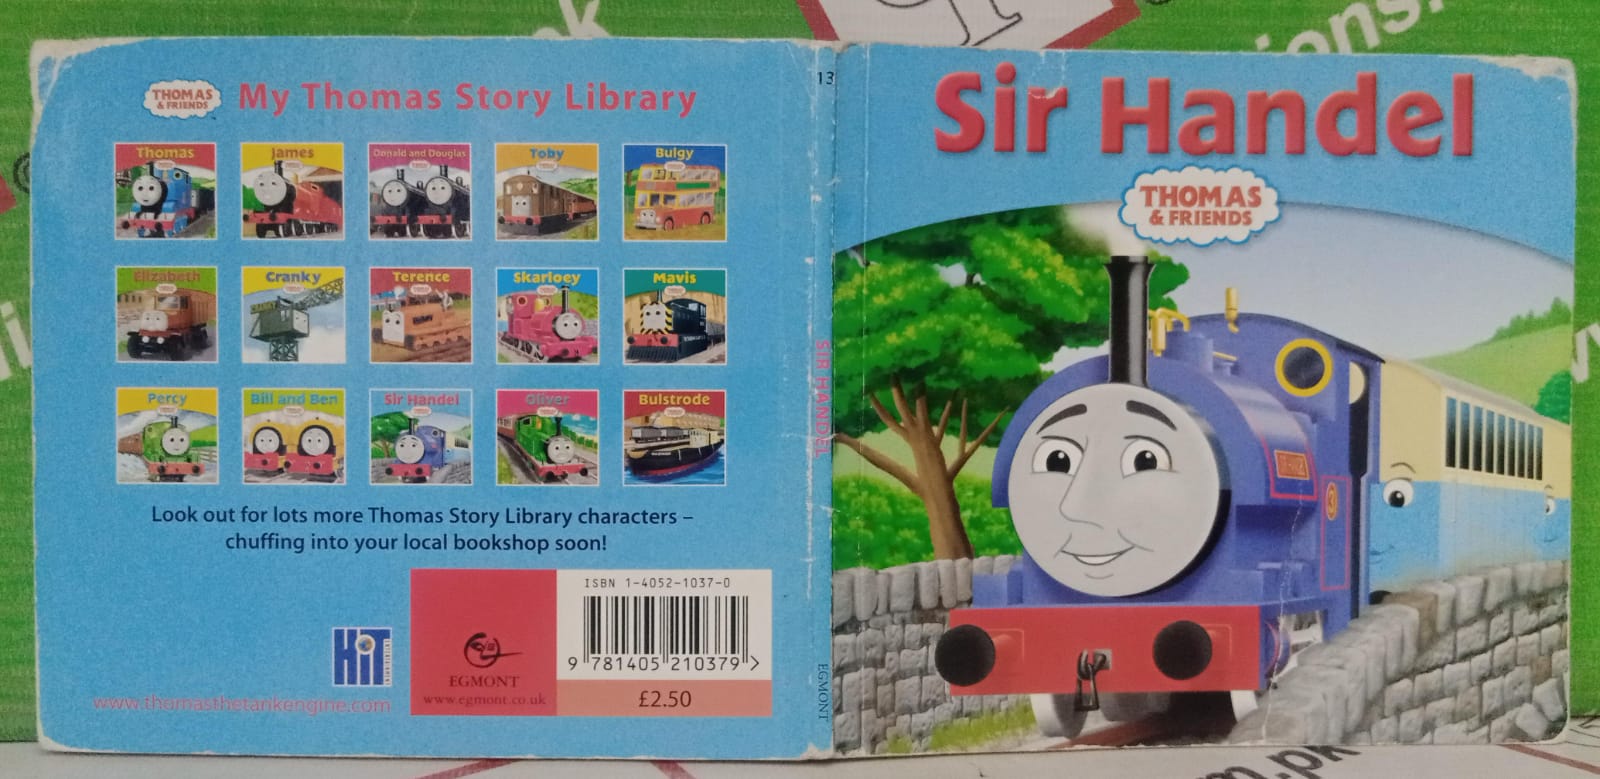 THOMAS
& FRIENDS
My Thomas Story Library
Thomas
James
Donald and Douglas
Toby
Bulgy
Elizabeth
Cranky
Terence
Skarloey
Mavis
Percy
Bill and Ben
Sir Handel
Oliver
Bulstrode
Look out for lots more Thomas Story Library characters –
chuffing into your local bookshop soon!
HiT
ENTERTAINMENT
www.thomasthetankengine.com
EGMONT
www.egmont.co.uk
ISBN 1-4052-1037-0
9 781405 210379 >
£2.50
13
SIR HANDEL
EGMONT
Sir Handel
THOMAS
& FRIENDS
3